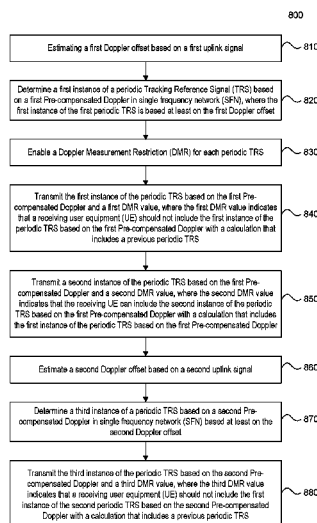 800
Estimating a first Doppler offset based on a first uplink signal
810
Determine a first instance of a periodic Tracking Reference Signal (TRS) based
on a first Pre-compensated Doppler in single frequency network (SFN), where the
first instance of the first periodic TRS is based at least on the first Doppler offset
820
Enable a Doppler Measurement Restriction (DMR) for each periodic TRS
830
Transmit the first instance of the periodic TRS based on the first Pre-
compensated Doppler and a first DMR value, where the first DMR value indicates
that a receiving user equipment (UE) should not include the first instance of the
periodic TRS based on the first Pre-compensated Doppler with a calculation that
includes a previous periodic TRS
840
Transmit a second instance of the periodic TRS based on the first Pre-
compensated Doppler and a second DMR value, where the second DMR value
indicates that the receiving UE can include the second instance of the periodic
TRS based on the first Pre-compensated Doppler with a calculation that includes
the first instance of the periodic TRS based on the first Pre-compensated Doppler
850
Estimate a second Doppler offset based on a second uplink signal
860
Determine a third instance of a periodic TRS based on a second Pre-
compensated Doppler in single frequency network (SFN) based at least on the
second Doppler offset
870
Transmit the third instance of the periodic TRS based on the second Pre-
compensated Doppler and a third DMR value, where the third DMR value
indicates that a receiving user equipment (UE) should not include the first
instance of the second periodic TRS based on the second Pre-compensated
Doppler with a calculation that includes a previous periodic TRS
880